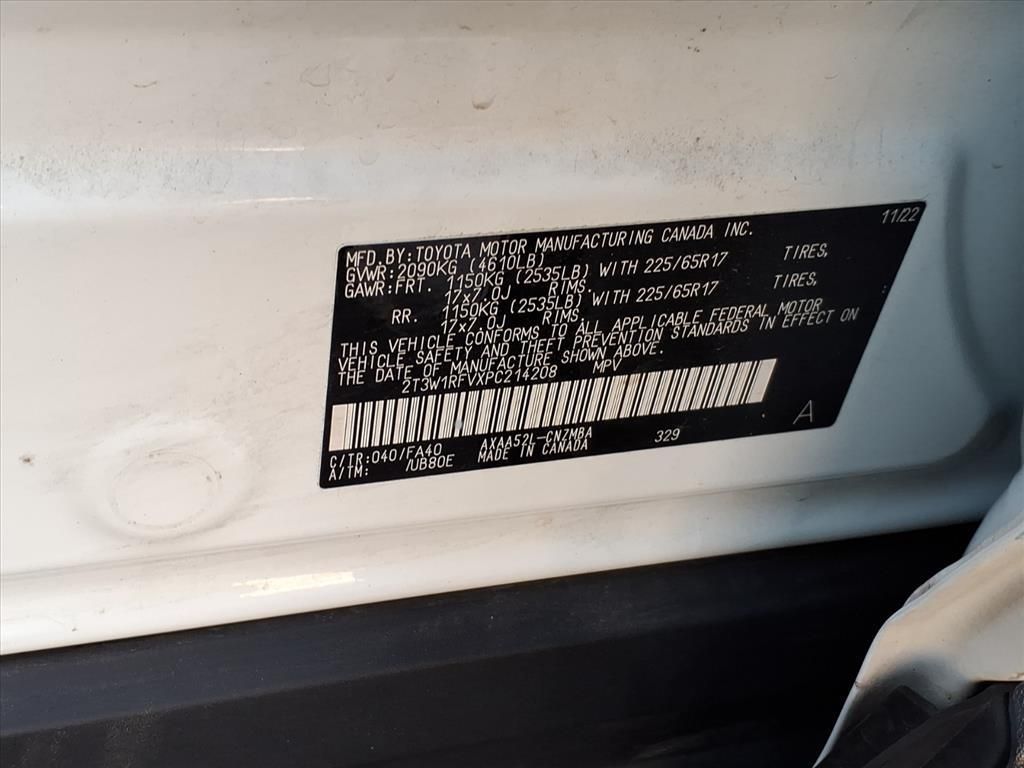 11/22
MFD. BY: TOYOTA MOTOR MANUFACTURING CANADA INC.
GVWR: 2090KG (4610LB)
GAWR: FRT. 1150KG (2535LB) WITH 225/65R17 TIRES,
17x7.0J RIMS.
RR. 1150KG (2535LB) WITH 225/65R17 TIRES,
17x7.0J RIMS.
THIS VEHICLE CONFORMS TO ALL APPLICABLE FEDERAL MOTOR
VEHICLE SAFETY AND THEFT PREVENTION STANDARDS IN EFFECT ON
THE DATE OF MANUFACTURE SHOWN ABOVE.
2T3W1RFVXPC214208 MPV
C/TR: 040/FA40 AXAA52L-CNZMBA 329 A
A/TM: /UB80E MADE IN CANADA